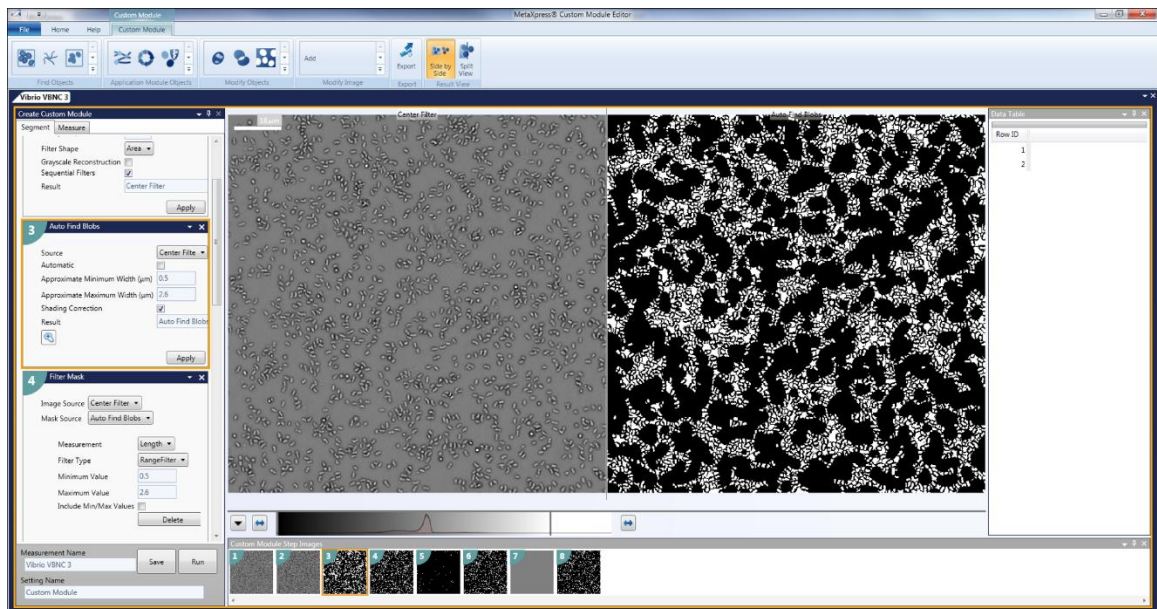 Custom Module
MetaXpress® Custom Module Editor
File Home Help Custom Module
Add
Export
Side by Side
Split View
Find Objects
Application Module Objects
Modify Objects
Modify Image
Export
Result View
Vibrio VBNC 3
Create Custom Module
Segment Measure
Filter Shape Area
Grayscale Reconstruction
Sequential Filters
Result Center Filter
Apply
3 Auto Find Blobs
Source Center Filte
Automatic
Approximate Minimum Width (µm) 0.5
Approximate Maximum Width (µm) 2.6
Shading Correction
Result Auto Find Blobs
Apply
4 Filter Mask
Image Source Center Filter
Mask Source Auto Find Blobs
Measurement Length
Filter Type RangeFilter
Minimum Value 0.5
Maximum Value 2.6
Include Min/Max Values
Delete
Measurement Name
Vibrio VBNC 3
Save Run
Setting Name
Custom Module
Center Filter
Auto Find Blobs
Data Table
Row ID
1
2
Custom Module Step Images
1 2 3 4 5 6 7 8